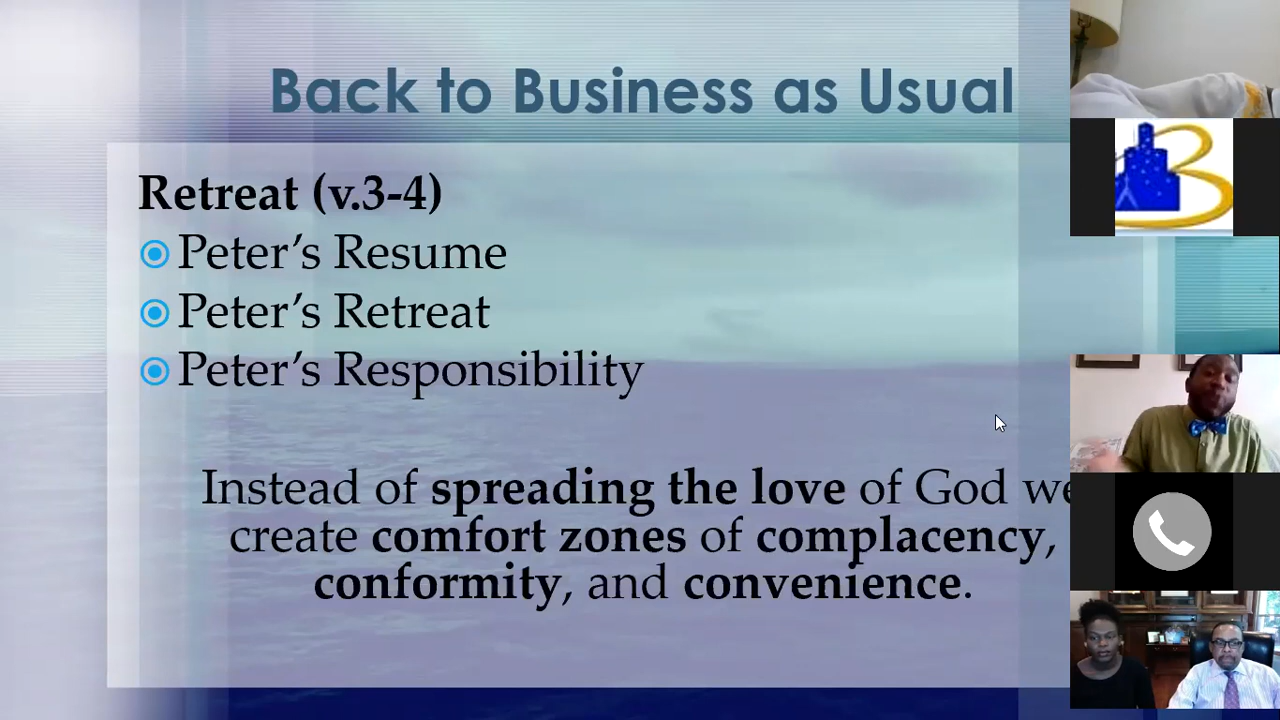 Back to Business as Usual
Retreat (v.3-4)
Peter's Resume
Peter's Retreat
Peter's Responsibility
Instead of spreading the love of God we
create comfort zones of complacency,
conformity, and convenience.
B